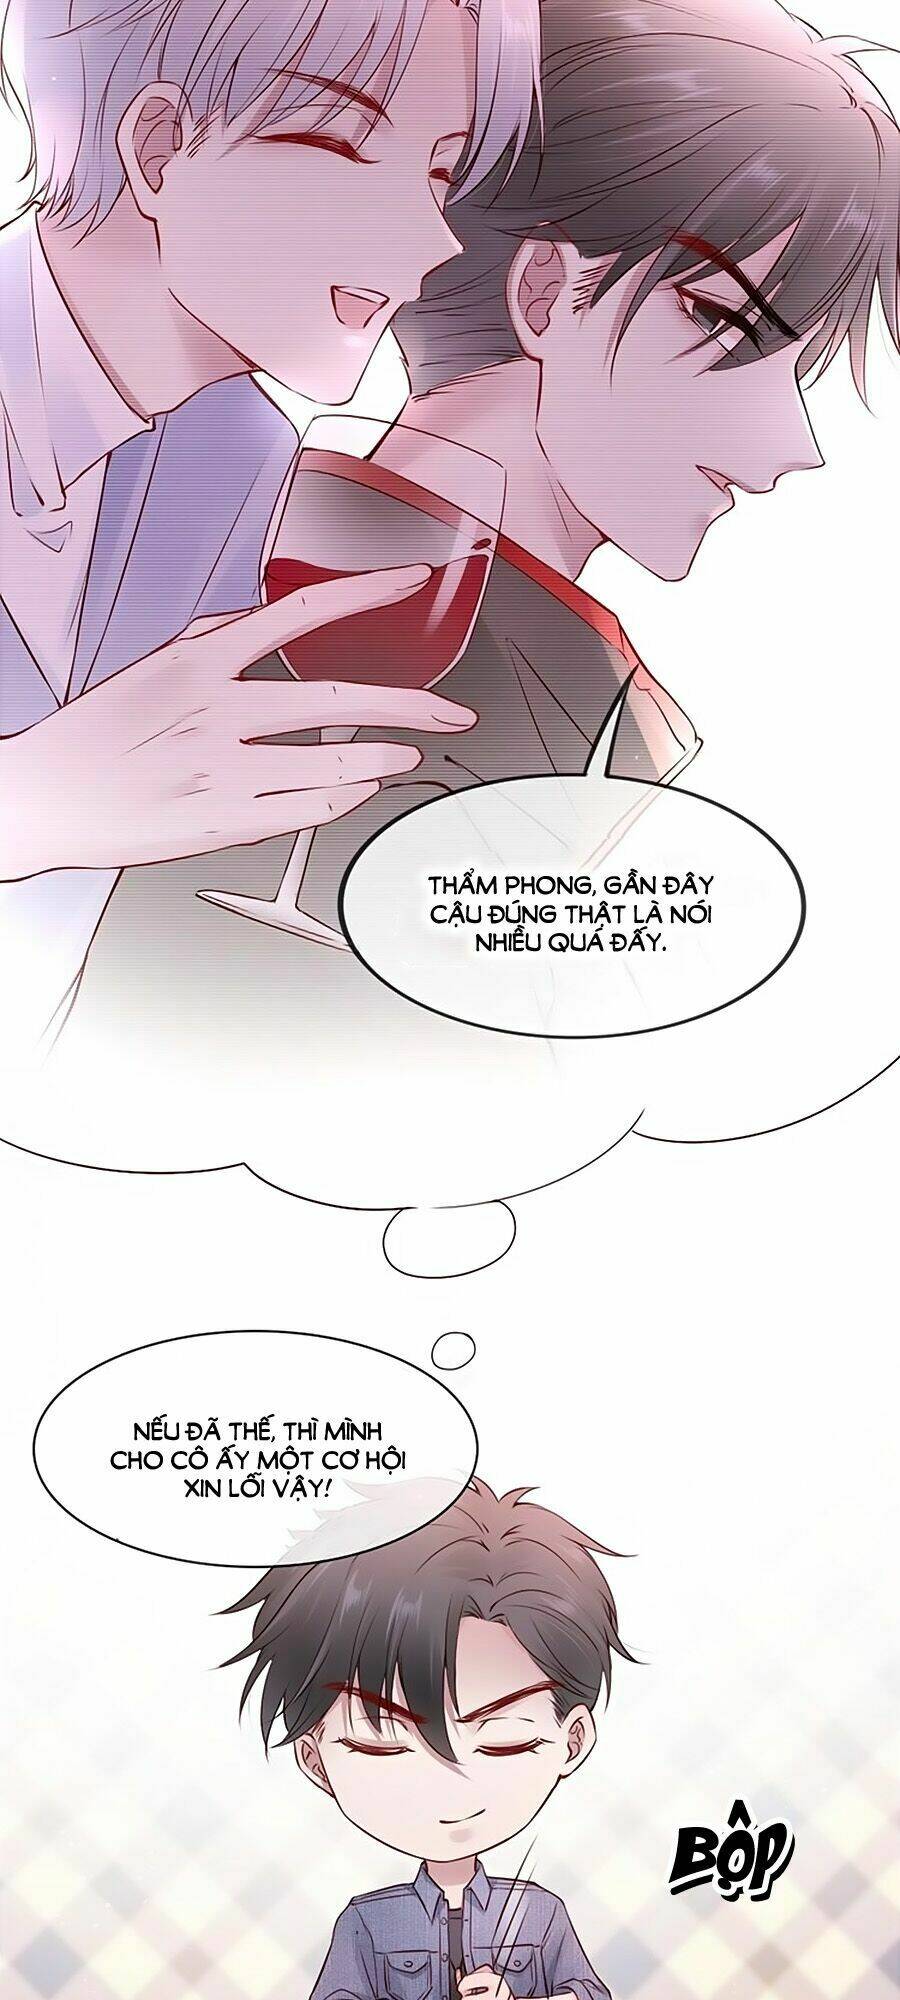 THẨM PHONG, GẦN ĐÂY
CẬU ĐÚNG THẬT LÀ NÓI
NHIỀU QUÁ ĐẤY.
NẾU ĐÃ THẾ, THÌ MÌNH
CHO CÔ ẤY MỘT CƠ HỘI
XIN LỖI VẬY!
BỘP